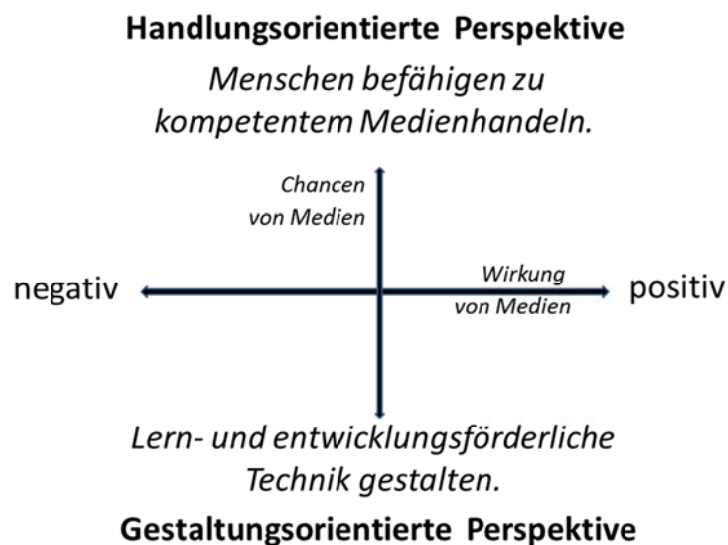 Handlungsorientierte Perspektive
Menschen befähigen zu
kompetentem Medienhandeln.
Chancen
von Medien
negativ
Wirkung
von Medien
positiv
Lern- und entwicklungsförderliche
Technik gestalten.
Gestaltungsorientierte Perspektive